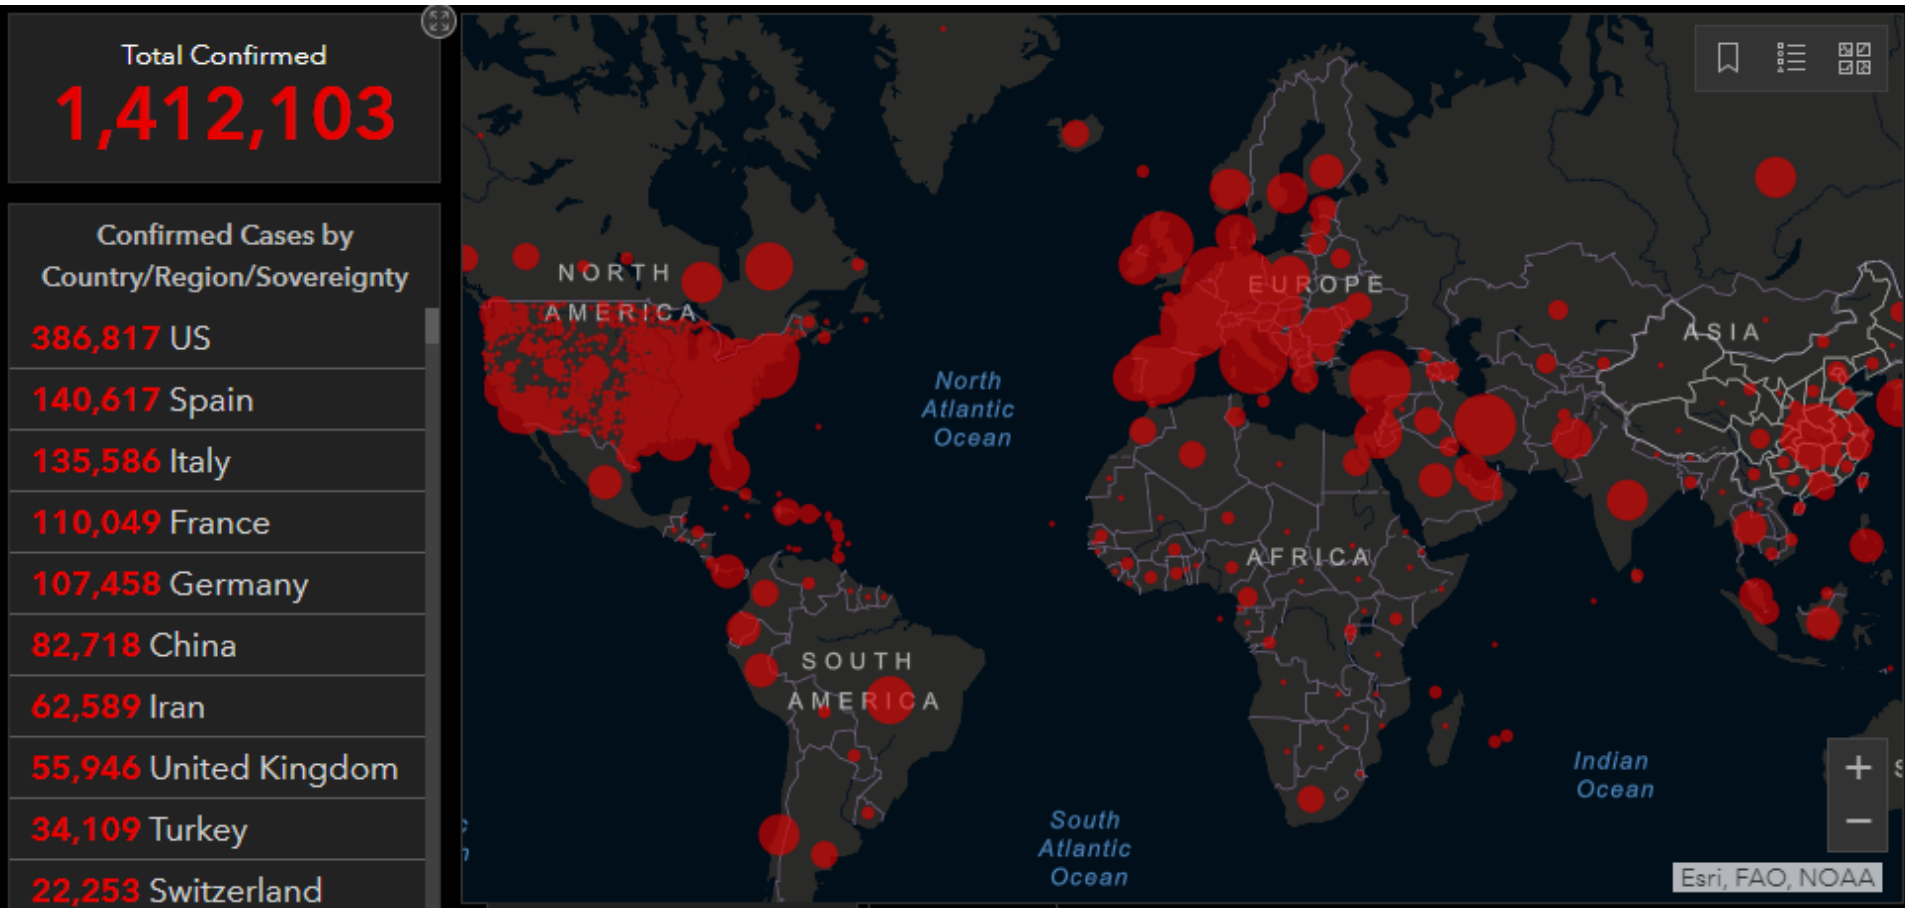 Total Confirmed
1,412,103
Confirmed Cases by
Country/Region/Sovereignty
386,817 US
140,617 Spain
135,586 Italy
110,049 France
107,458 Germany
82,718 China
62,589 Iran
55,946 United Kingdom
34,109 Turkey
22,253 Switzerland
NORTH
AMERICA
EUROPE
ASIA
North
Atlantic
Ocean
AFRICA
SOUTH
AMERICA
Indian
Ocean
South
Atlantic
Ocean
+
−
Esri, FAO, NOAA